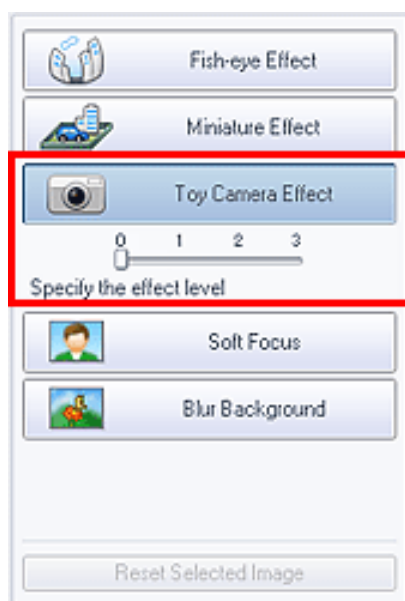 Fish-eye Effect
Miniature Effect
Toy Camera Effect
0 1 2 3
Specify the effect level
Soft Focus
Blur Background
Reset Selected Image